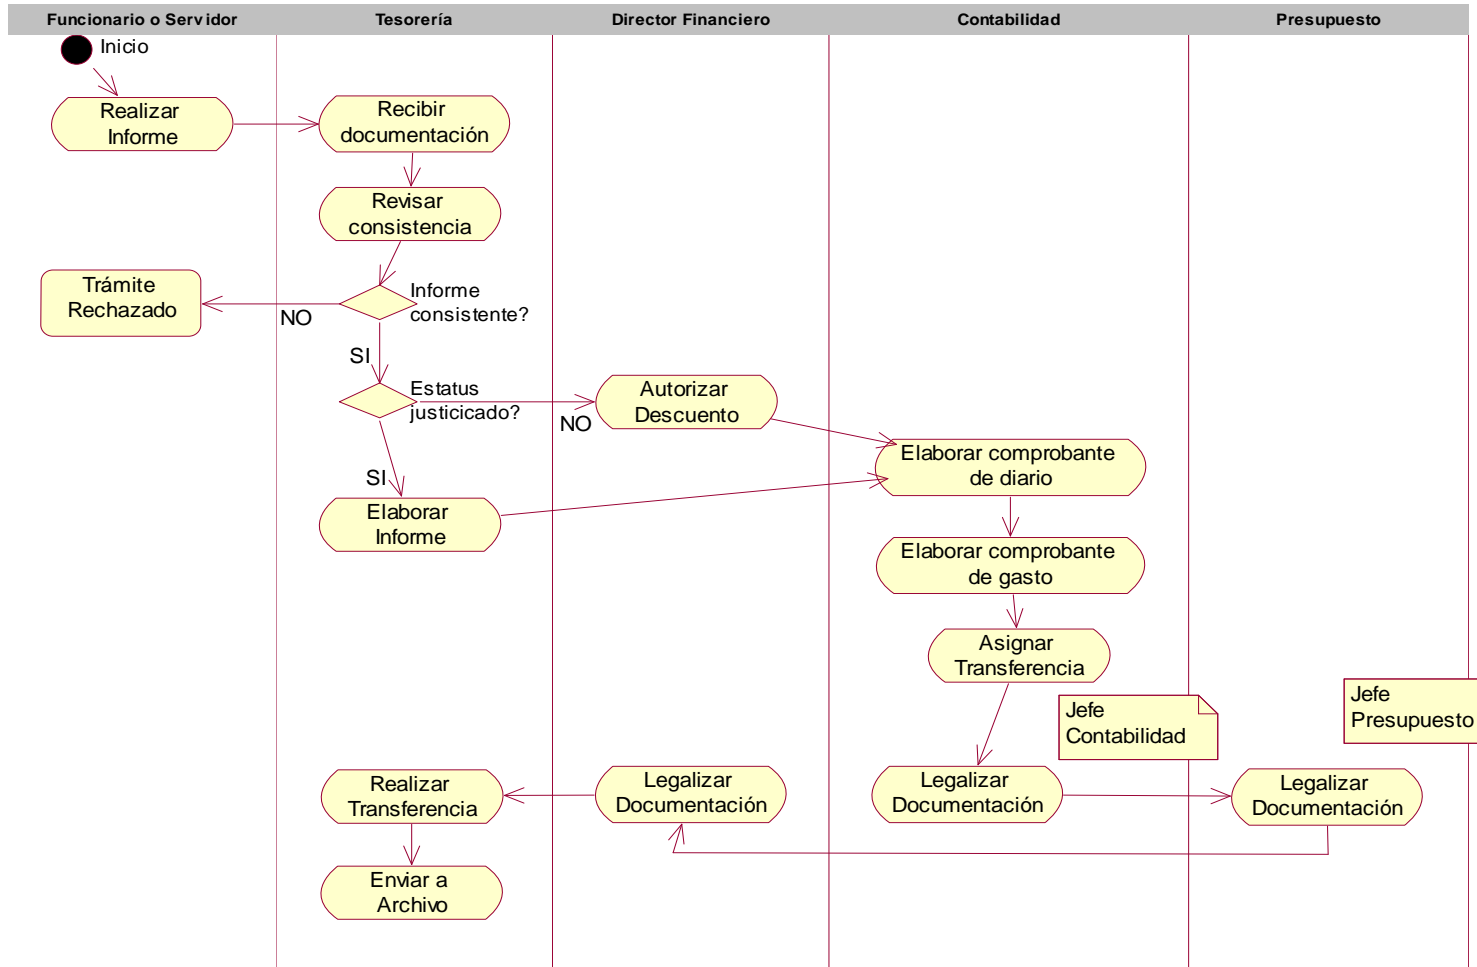 Funcionario o Servidor
Tesorería
Director Financiero
Contabilidad
Presupuesto
Inicio
Realizar
Informe
Recibir
documentación
Revisar
consistencia
Trámite
Rechazado
NO
Informe
consistente?
SI
Estatus
justicicado?
NO
Autorizar
Descuento
SI
Elaborar
Informe
Elaborar comprobante
de diario
Elaborar comprobante
de gasto
Asignar
Transferencia
Jefe
Contabilidad
Jefe
Presupuesto
Realizar
Transferencia
Legalizar
Documentación
Legalizar
Documentación
Legalizar
Documentación
Enviar a
Archivo